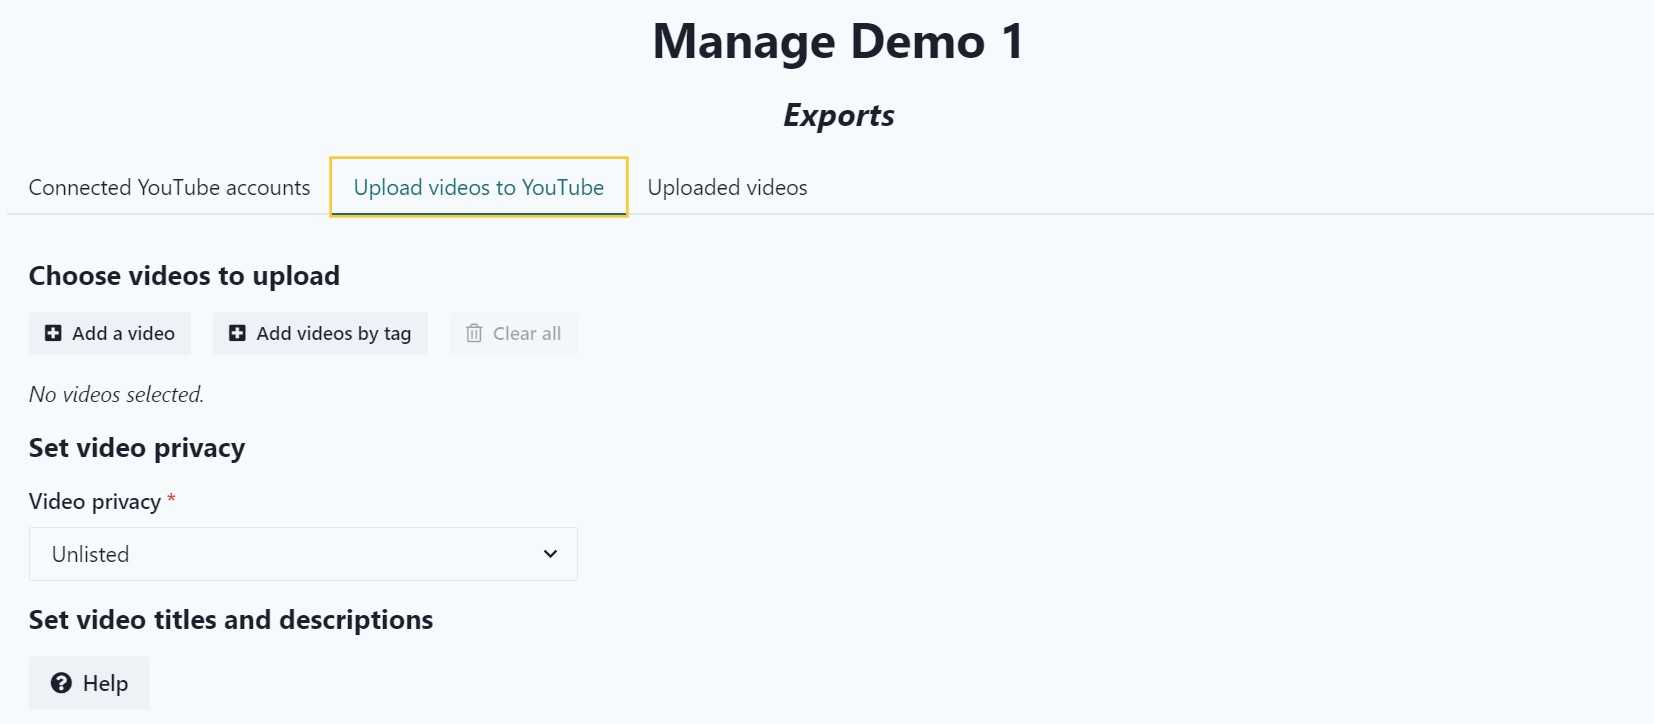 Manage Demo 1
Exports
Connected YouTube accounts Upload videos to YouTube Uploaded videos
Choose videos to upload
Add a video Add videos by tag Clear all
No videos selected.
Set video privacy
Video privacy *
Unlisted
Set video titles and descriptions
Help